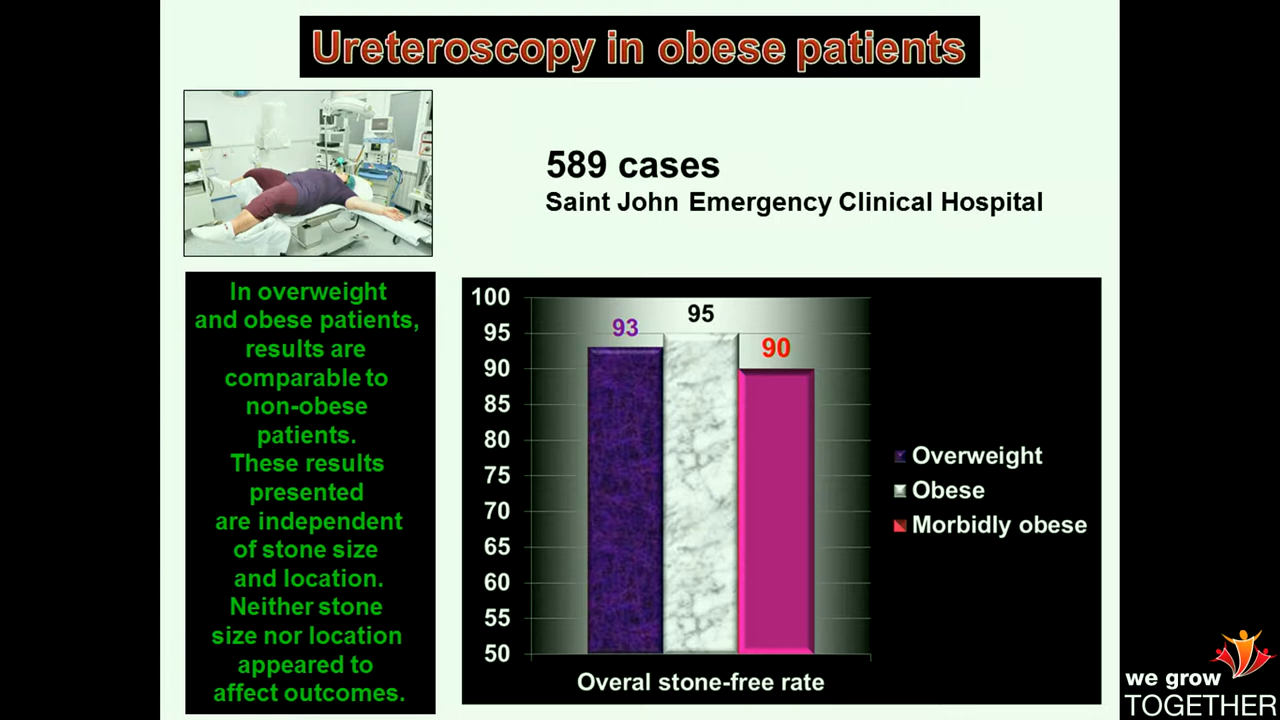 Ureteroscopy in obese patients
589 cases
Saint John Emergency Clinical Hospital
In overweight
and obese patients,
results are
comparable to
non-obese
patients.
These results
presented
are independent
of stone size
and location.
Neither stone
size nor location
appeared to
affect outcomes.
100
95
90
85
80
75
70
65
60
55
50
93
95
90
Overal stone-free rate
Overweight
Obese
Morbidly obese
we grow
TOGETHER